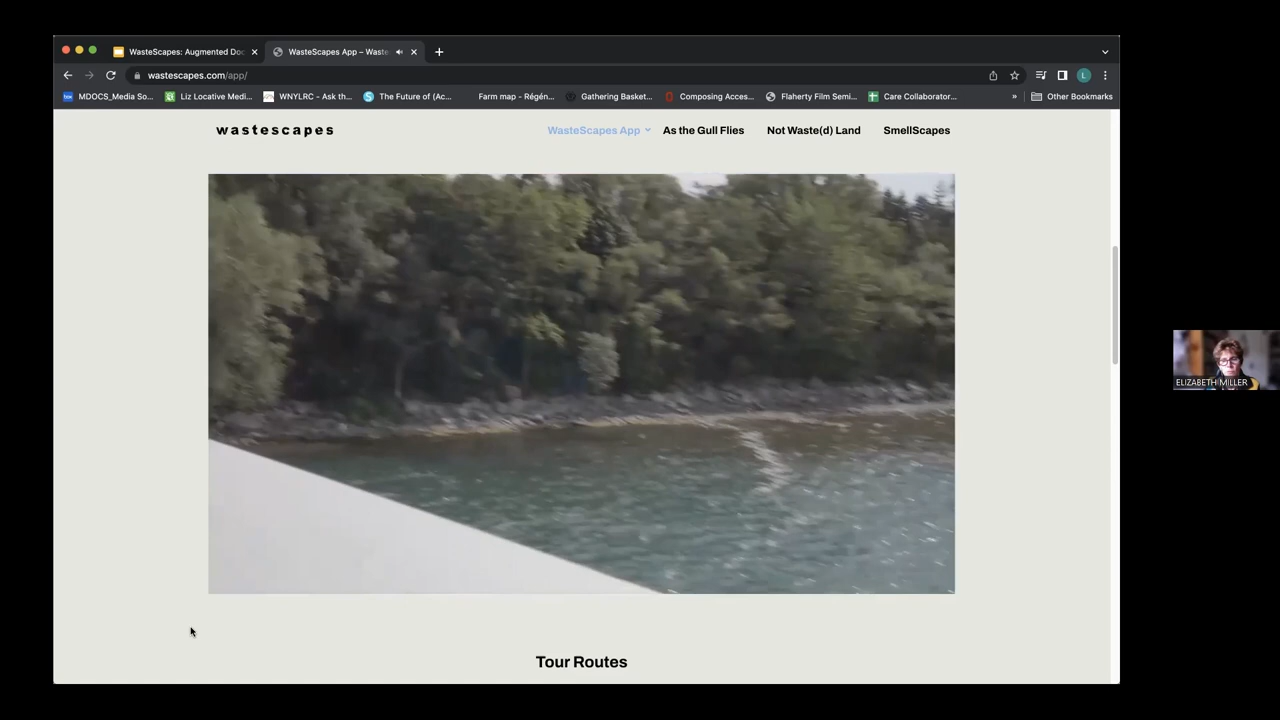 WasteScapes: Augmented Doc
WasteScapes App – Waste
wastescapes.com/app/
L
MDOCS_Media So...
Liz Locative Medi...
WNYLRC - Ask th...
The Future of (Ac...
Farm map - Régén...
Gathering Basket...
Composing Acces...
Flaherty Film Semi...
Care Collaborator...
»
Other Bookmarks
wastescapes
WasteScapes App
As the Gull Flies
Not Waste(d) Land
SmellScapes
ELIZABETH MILLER
Tour Routes